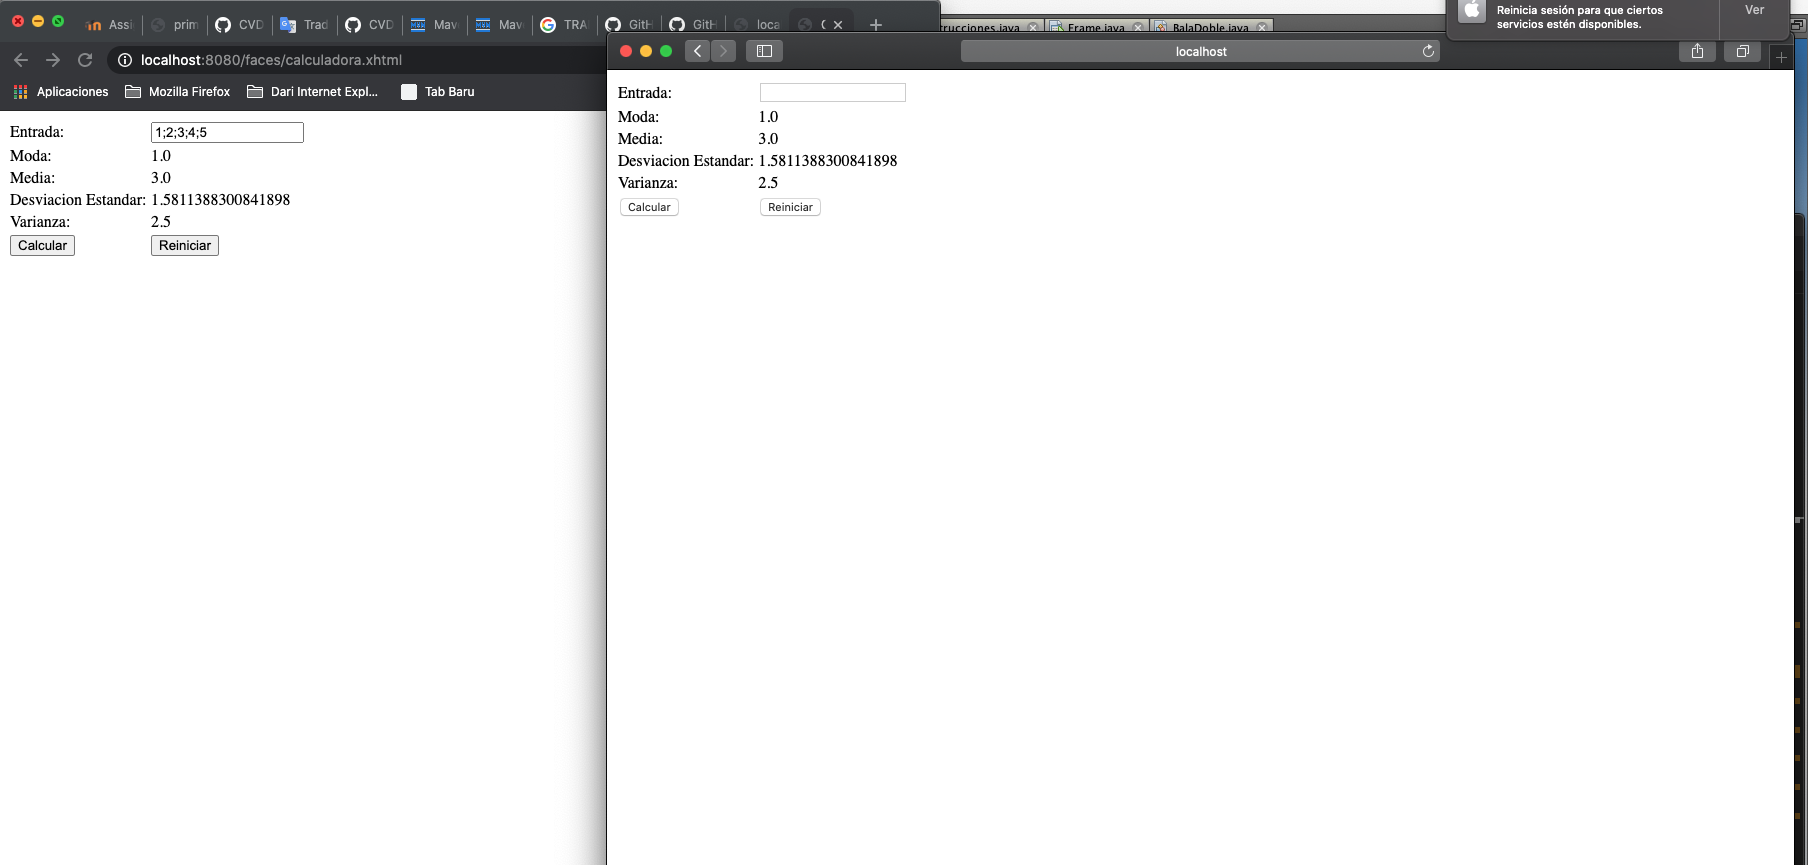 Assi
prim
CVD
Trad
CVD
Mav
Mav
TRA
GitH
GitH
loca
localhost:8080/faces/calculadora.xhtml
Aplicaciones
Mozilla Firefox
Dari Internet Expl...
Tab Baru
Entrada: 1;2;3;4;5
Moda: 1.0
Media: 3.0
Desviacion Estandar: 1.5811388300841898
Varianza: 2.5
Calcular Reiniciar
rucciones.java
Frame.java
BalaDoble.java
Reinicia sesión para que ciertos
servicios estén disponibles.
Ver
localhost
Entrada:
Moda: 1.0
Media: 3.0
Desviacion Estandar: 1.5811388300841898
Varianza: 2.5
Calcular Reiniciar